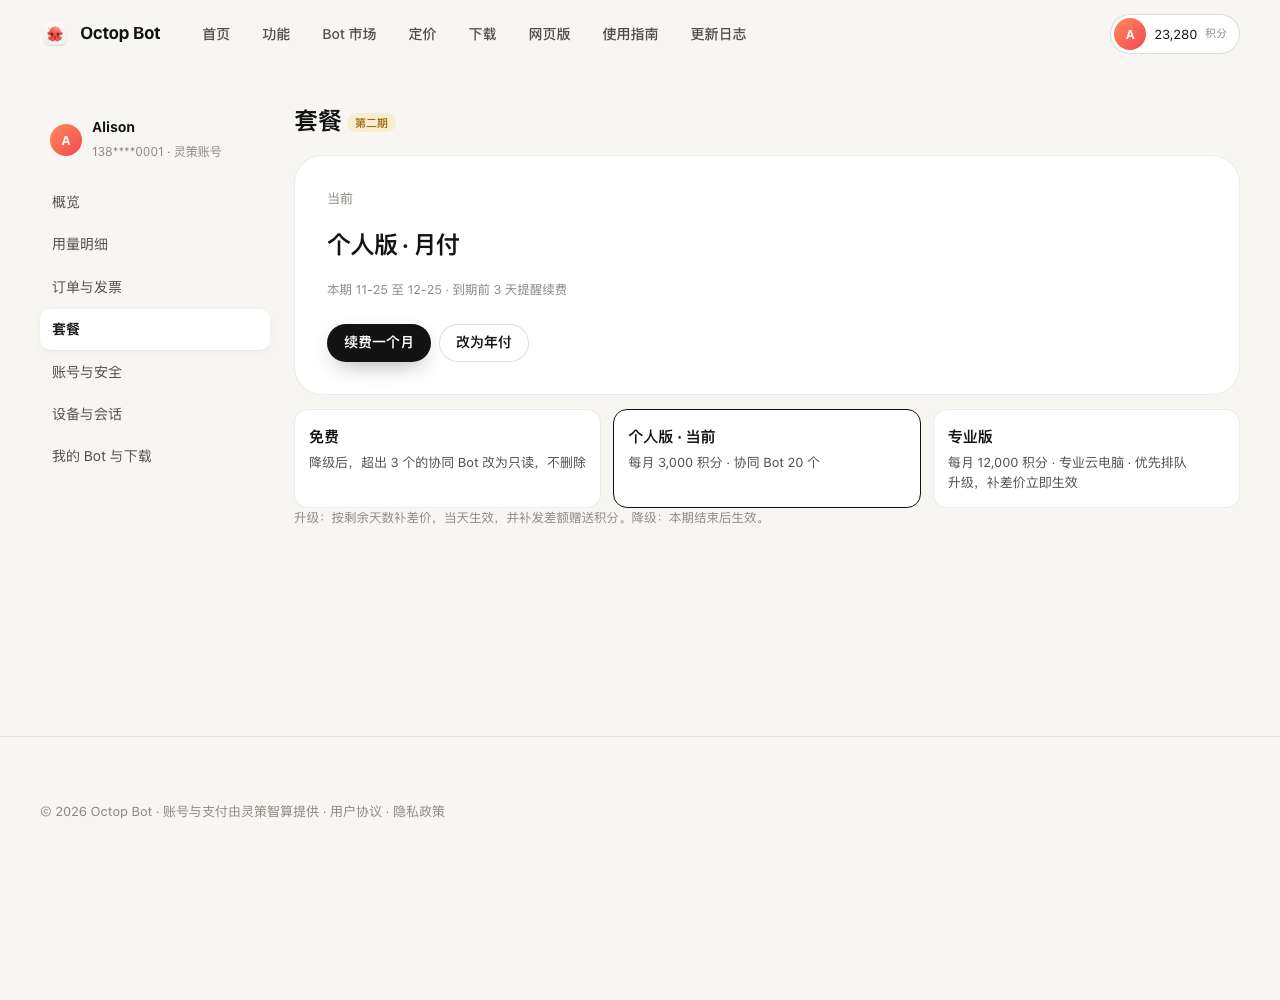 Octop Bot
首页
功能
Bot 市场
定价
下载
网页版
使用指南
更新日志
A
23,280 积分
A
Alison
138****0001 · 灵策账号
概览
用量明细
订单与发票
套餐
账号与安全
设备与会话
我的 Bot 与下载
套餐 第二期
当前
个人版 · 月付
本期 11-25 至 12-25 · 到期前 3 天提醒续费
续费一个月
改为年付
免费
降级后，超出 3 个的协同 Bot 改为只读，不删除
个人版 · 当前
每月 3,000 积分 · 协同 Bot 20 个
专业版
每月 12,000 积分 · 专业云电脑 · 优先排队
升级，补差价立即生效
升级：按剩余天数补差价，当天生效，并补发差额赠送积分。降级：本期结束后生效。
© 2026 Octop Bot · 账号与支付由灵策智算提供 · 用户协议 · 隐私政策